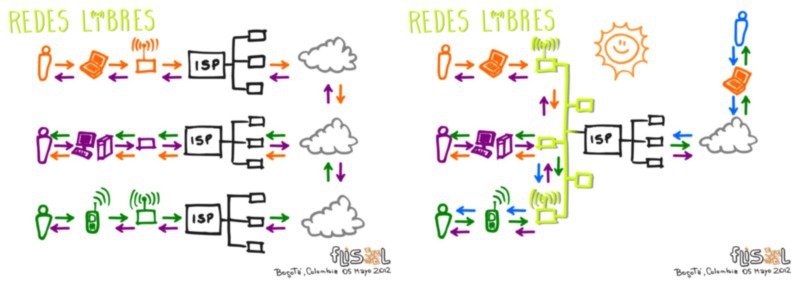 REDES LIBRES
ISP
ISP
ISP
FLISOL
Bogotá, Colombia 05 Mayo 2012
REDES LIBRES
ISP
FLISOL
Bogotá, Colombia 05 Mayo 2012